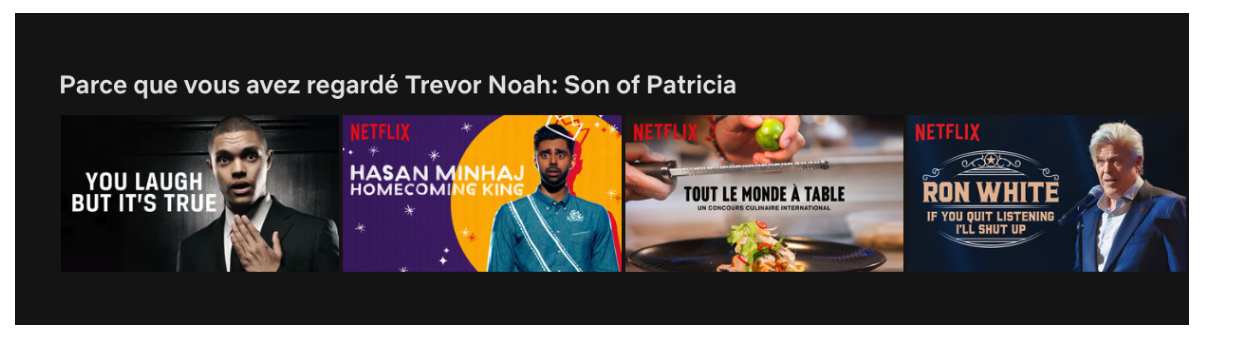 Parce que vous avez regardé Trevor Noah: Son of Patricia
YOU LAUGH
BUT IT'S TRUE
NETFLIX
HASAN MINHAJ
HOMECOMING KING
NETFLIX
TOUT LE MONDE À TABLE
UN CONCOURS CULINAIRE INTERNATIONAL
NETFLIX
RON WHITE
IF YOU QUIT LISTENING
I'LL SHUT UP